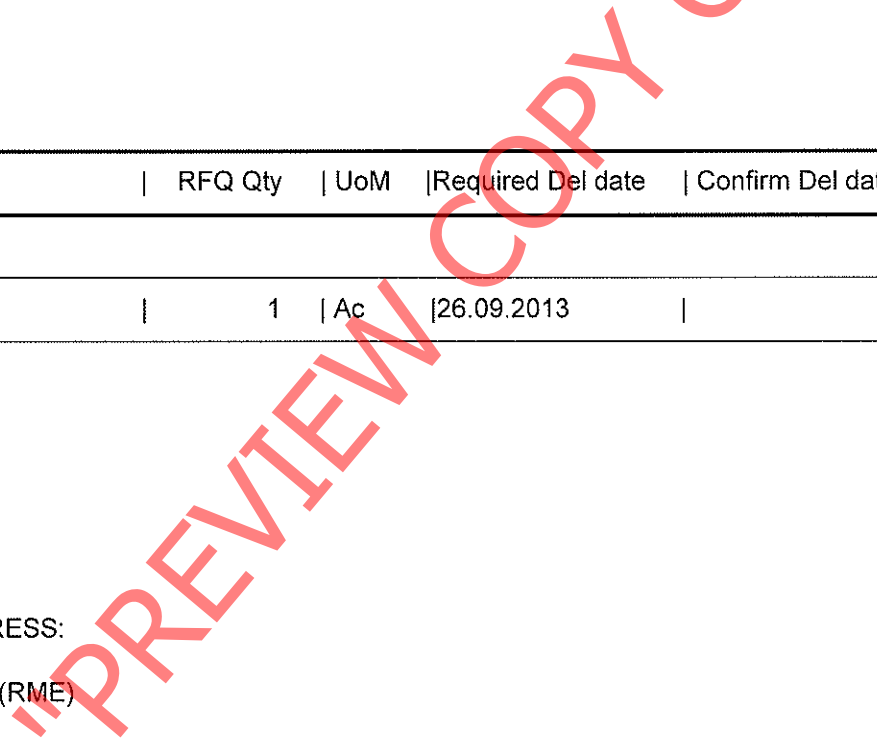 | RFQ Qty | UoM |Required Del date | Confirm Del dat
| 1 | Ac |26.09.2013 |
RESS:
(RME)
"PREVIEW COPY